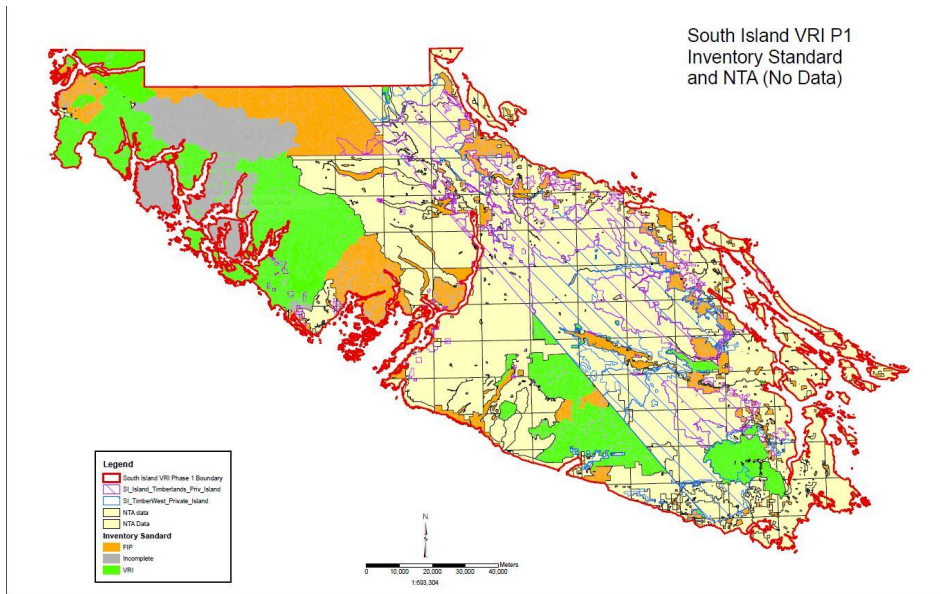 South Island VRI P1
Inventory Standard
and NTA (No Data)
Legend
South Island VRI Phase 1 Boundary
SI_Island_Timberlands_Priv_Island
SI_TimberWest_Private_Island
NTA data
NTA Data
Inventory Sandard
FIP
Incomplete
VRI
N
S
Meters
0 10,000 20,000 30,000 40,000
1:693,304